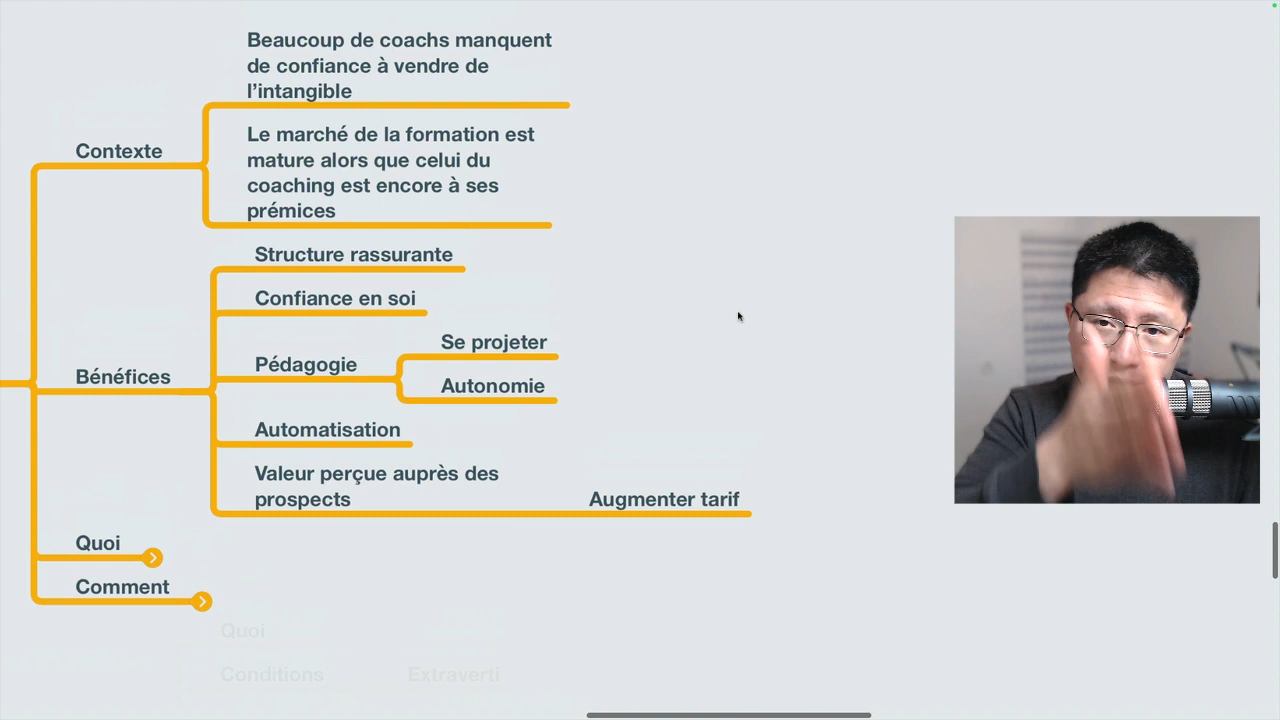 Beaucoup de coachs manquent
de confiance à vendre de
l’intangible
Contexte
Le marché de la formation est
mature alors que celui du
coaching est encore à ses
prémices
Structure rassurante
Confiance en soi
Bénéfices
Pédagogie
Se projeter
Autonomie
Automatisation
Valeur perçue auprès des
prospects
Augmenter tarif
Quoi
Comment
Quoi
Conditions
Extraverti